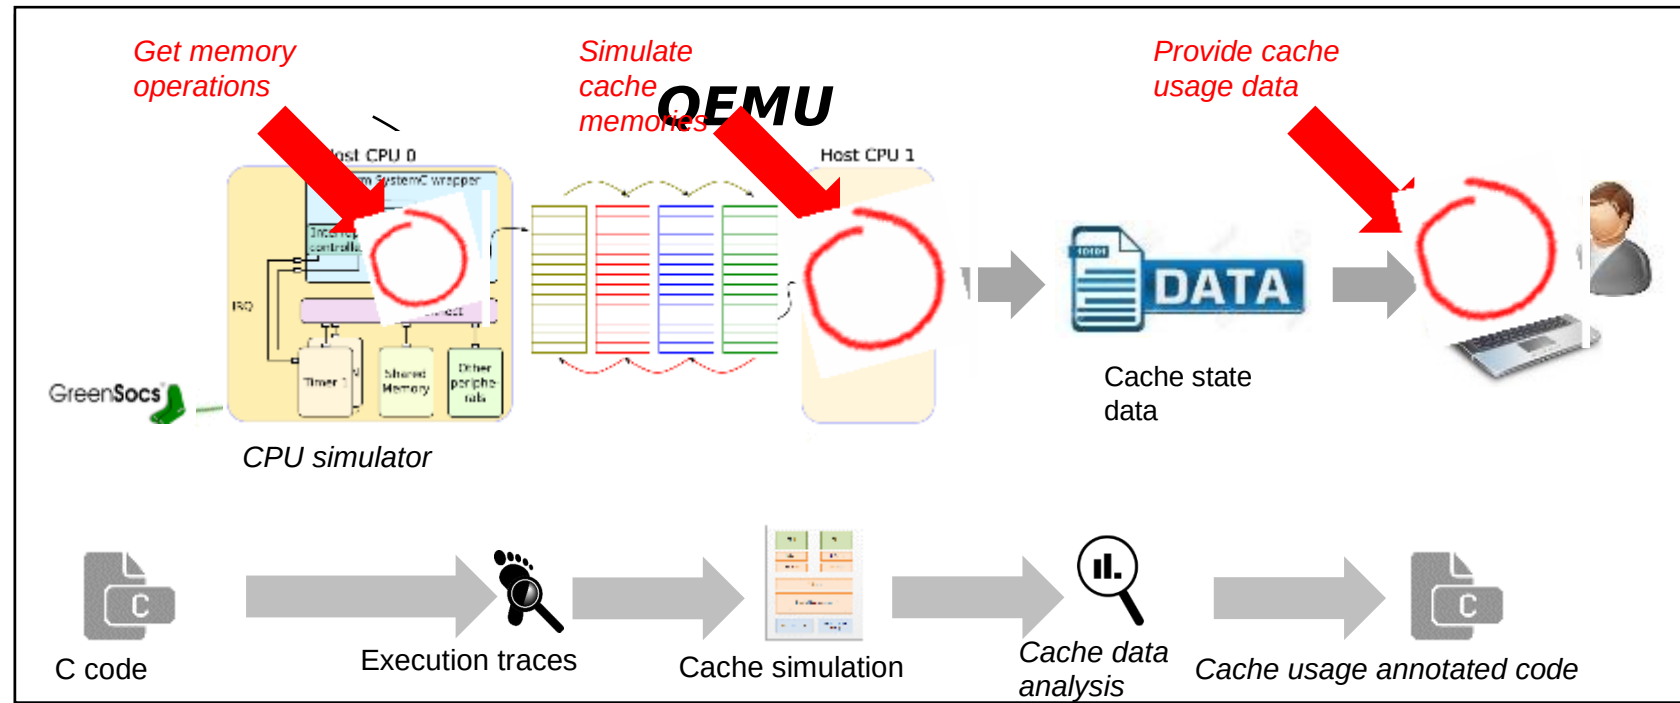 Get memory
operations
Simulate
cache
memories
QEMU
Provide cache
usage data
Host CPU 0
Host CPU 1
SystemC wrapper
IRQ
Timer 1
Shared
Memory
Other
periphe-
rals
GreenSocs
DATA
Cache state
data
CPU simulator
C
C
C code
Execution traces
Cache simulation
Cache data
analysis
Cache usage annotated code